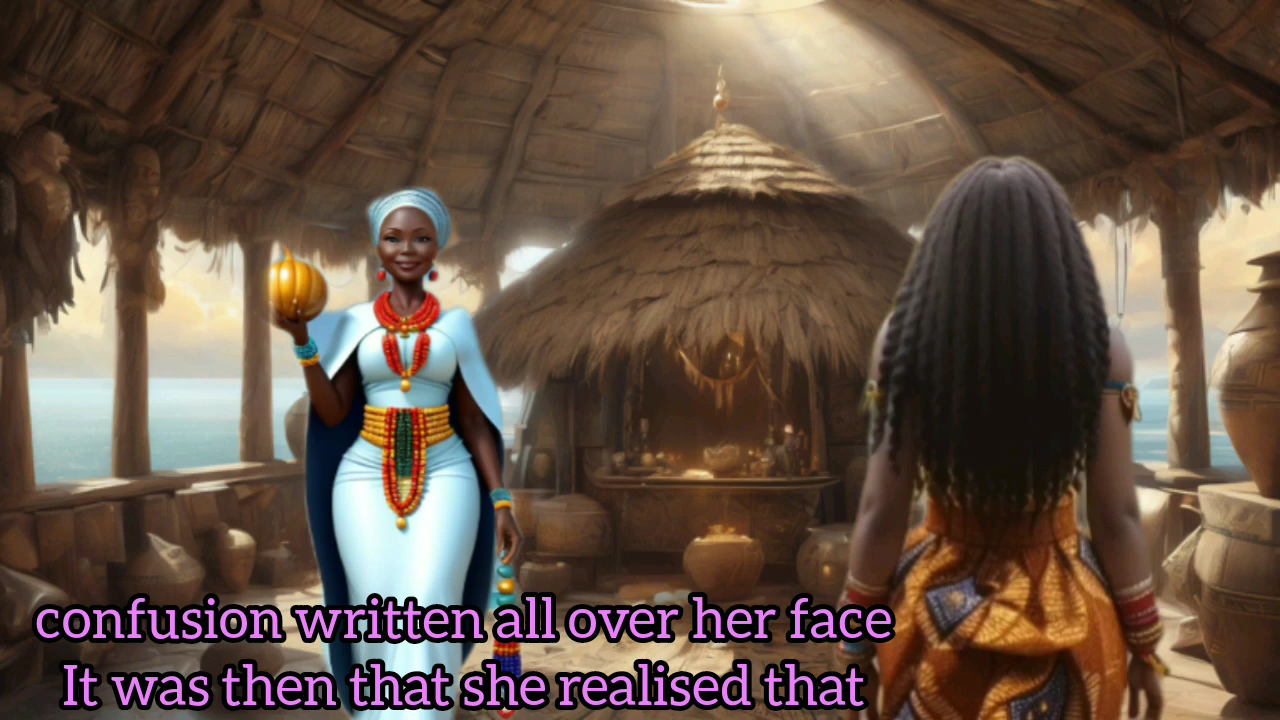 confusion written all over her face
It was then that she realised that